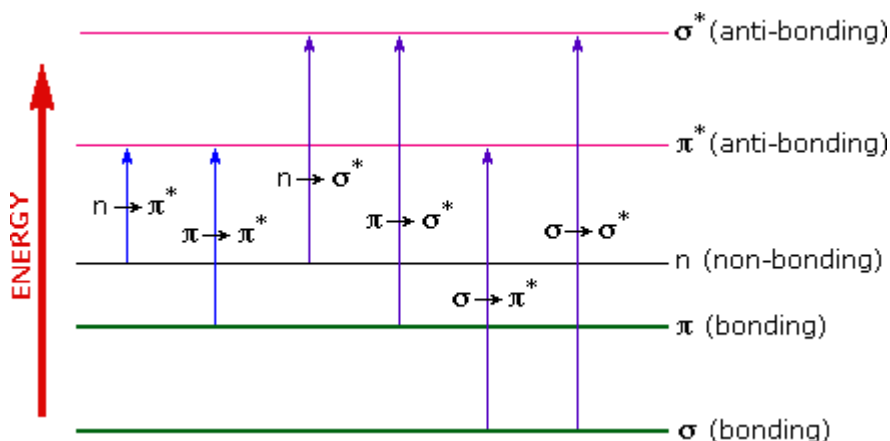 σ* (anti-bonding)
π* (anti-bonding)
n → σ*
n → π*
π → σ*
π → π*
σ → σ*
n (non-bonding)
σ → π*
π (bonding)
σ (bonding)
ENERGY